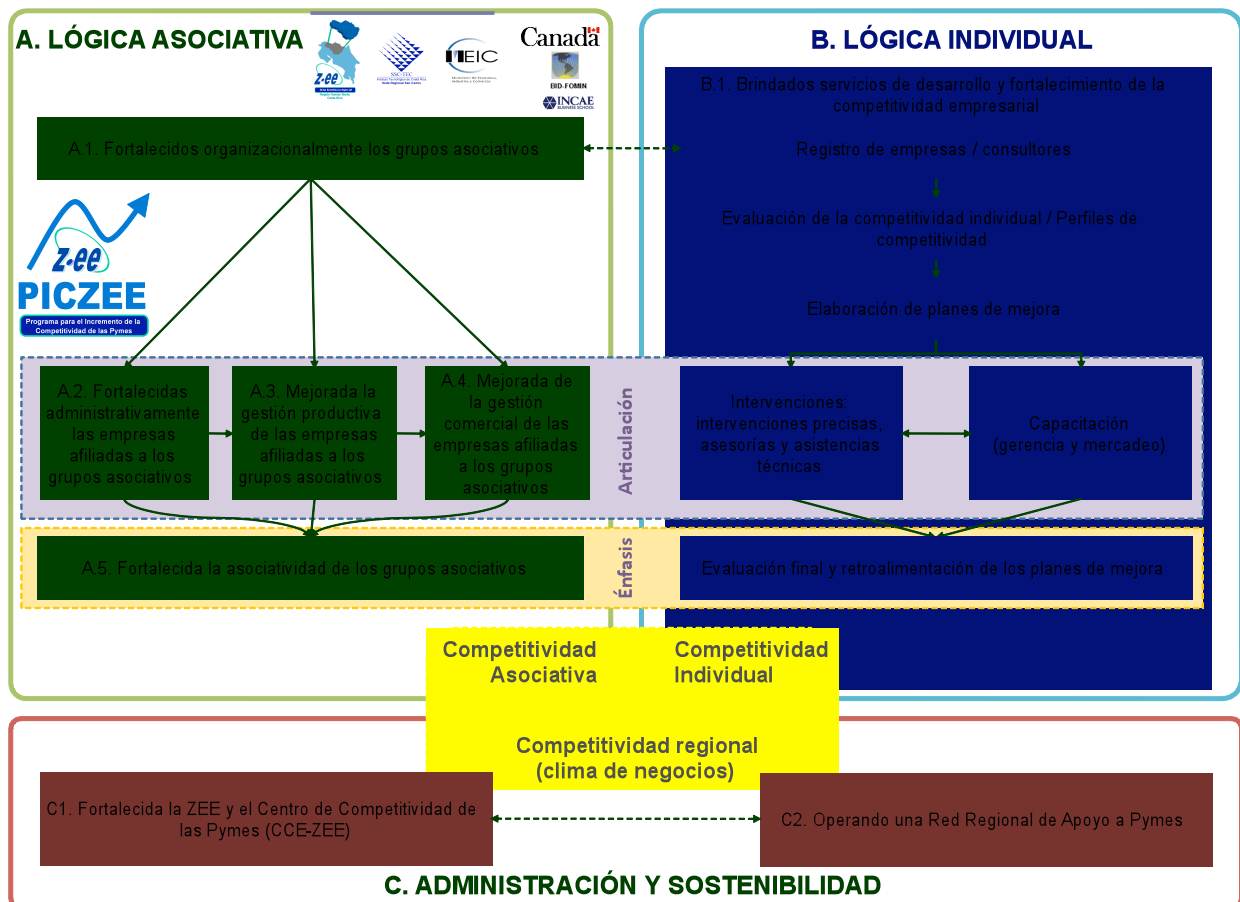 A. LÓGICA ASOCIATIVA
z.ee
SSC-TEC
MEIC
Canada
BID-FOMIN
INCAE
BUSINESS SCHOOL
B. LÓGICA INDIVIDUAL
B.1. Brindados servicios de desarrollo y fortalecimiento de la
competitividad empresarial
A.1. Fortalecidos organizacionalmente los grupos asociativos
Registro de empresas / consultores
Evaluación de la competitividad individual / Perfiles de
competitividad
Elaboración de planes de mejora
z.ee
PICZEE
Programa para el Incremento de la
Competitividad de las Pymes
A.2. Fortalecidas
administrativamente
las empresas
afiliadas a los
grupos asociativos
A.3. Mejorada la
gestión productiva
de las empresas
afiliadas a los
grupos asociativos
A.4. Mejorada de
la gestión
comercial de las
empresas afiliadas
a los grupos
asociativos
Articulación
Intervenciones:
intervenciones precisas,
asesorías y asistencias
técnicas
Capacitación
(gerencia y mercadeo)
A.5. Fortalecida la asociatividad de los grupos asociativos
Énfasis
Evaluación final y retroalimentación de los planes de mejora
Competitividad
Asociativa
Competitividad
Individual
Competitividad regional
(clima de negocios)
C1. Fortalecida la ZEE y el Centro de Competitividad de
las Pymes (CCE-ZEE)
C2. Operando una Red Regional de Apoyo a Pymes
C. ADMINISTRACIÓN Y SOSTENIBILIDAD